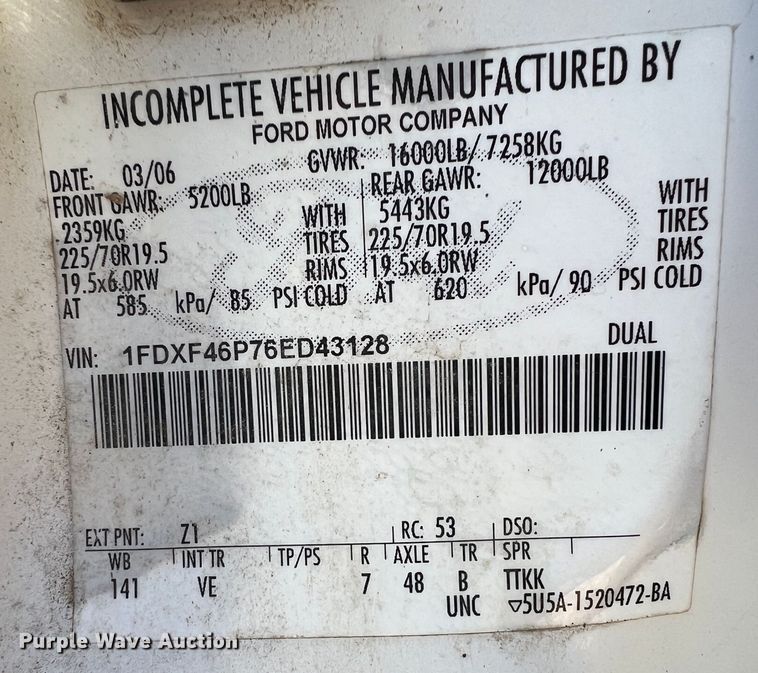 INCOMPLETE VEHICLE MANUFACTURED BY
FORD MOTOR COMPANY
DATE: 03/06 GVWR: 16000LB/ 7258KG
FRONT GAWR: 5200LB REAR GAWR: 12000LB
2359KG WITH 5443KG WITH
225/70R19.5 TIRES 225/70R19.5 TIRES
19.5x6.0RW RIMS 19.5x6.0RW RIMS
AT 585 kPa/ 85 PSI COLD AT 620 kPa/ 90 PSI COLD
VIN: 1FDXF46P76ED43128 DUAL
EXT PNT: Z1 RC: 53 DSO:
WB INT TR TP/PS R AXLE TR SPR
141 VE 7 48 B TTKK
UNC ▽5U5A-1520472-BA
Purple Wave Auction